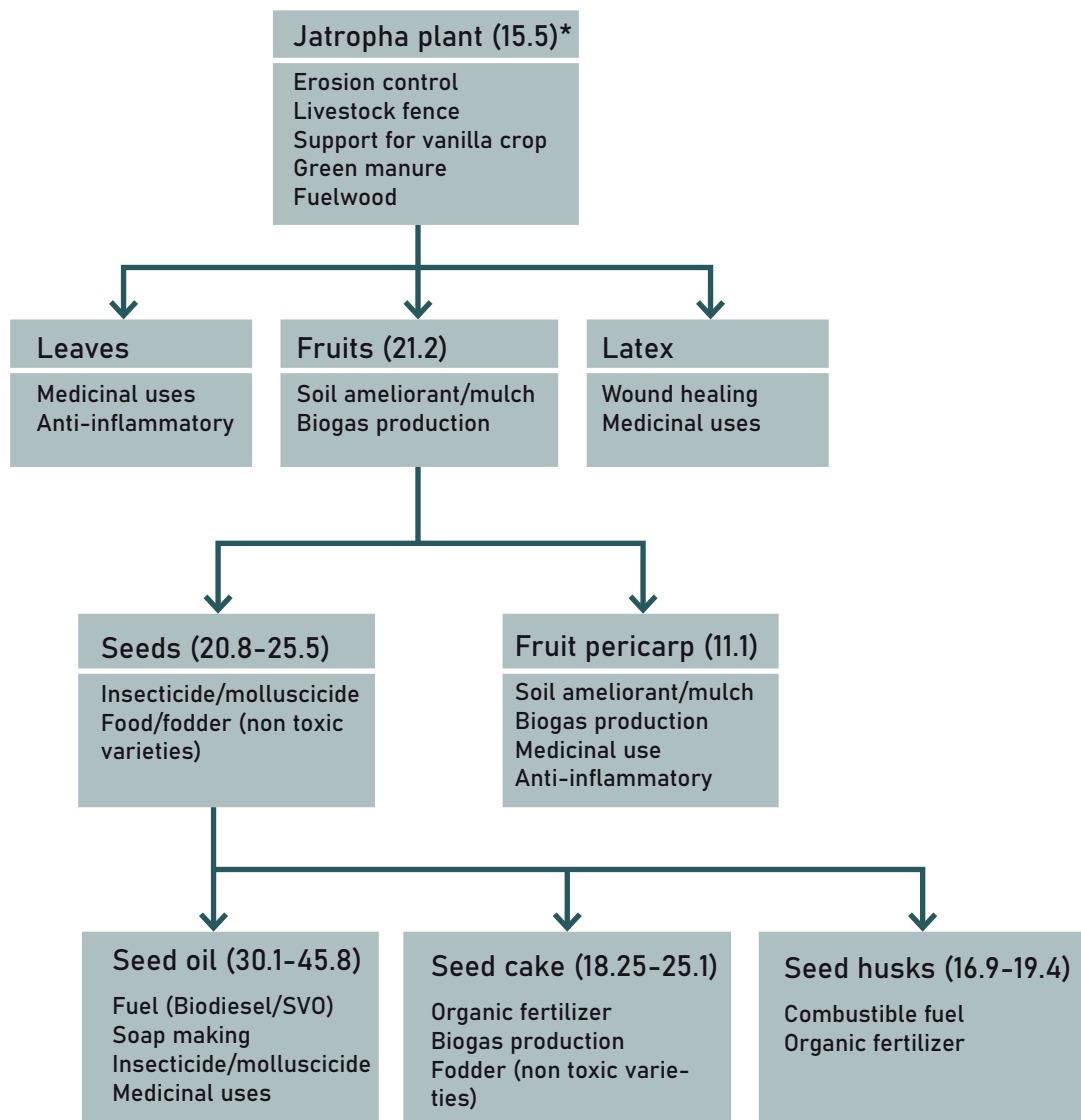 Jatropha plant (15.5)*
Erosion control
Livestock fence
Support for vanilla crop
Green manure
Fuelwood
Leaves
Medicinal uses
Anti-inflammatory
Fruits (21.2)
Soil ameliorant/mulch
Biogas production
Latex
Wound healing
Medicinal uses
Seeds (20.8-25.5)
Insecticide/molluscicide
Food/fodder (non toxic
varieties)
Fruit pericarp (11.1)
Soil ameliorant/mulch
Biogas production
Medicinal use
Anti-inflammatory
Seed oil (30.1-45.8)
Fuel (Biodiesel/SVO)
Soap making
Insecticide/molluscicide
Medicinal uses
Seed cake (18.25-25.1)
Organic fertilizer
Biogas production
Fodder (non toxic varie-
ties)
Seed husks (16.9-19.4)
Combustible fuel
Organic fertilizer